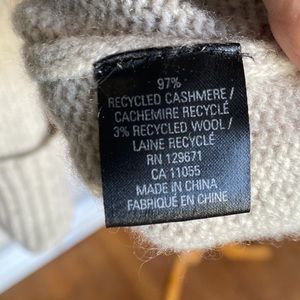 97%
RECYCLED CASHMERE/
CACHEMIRE RECYCLÉ
3% RECYCLED WOOL/
LAINE RECYCLÉ
RN 129671
CA 11055
MADE IN CHINA
FABRIQUÉ EN CHINE